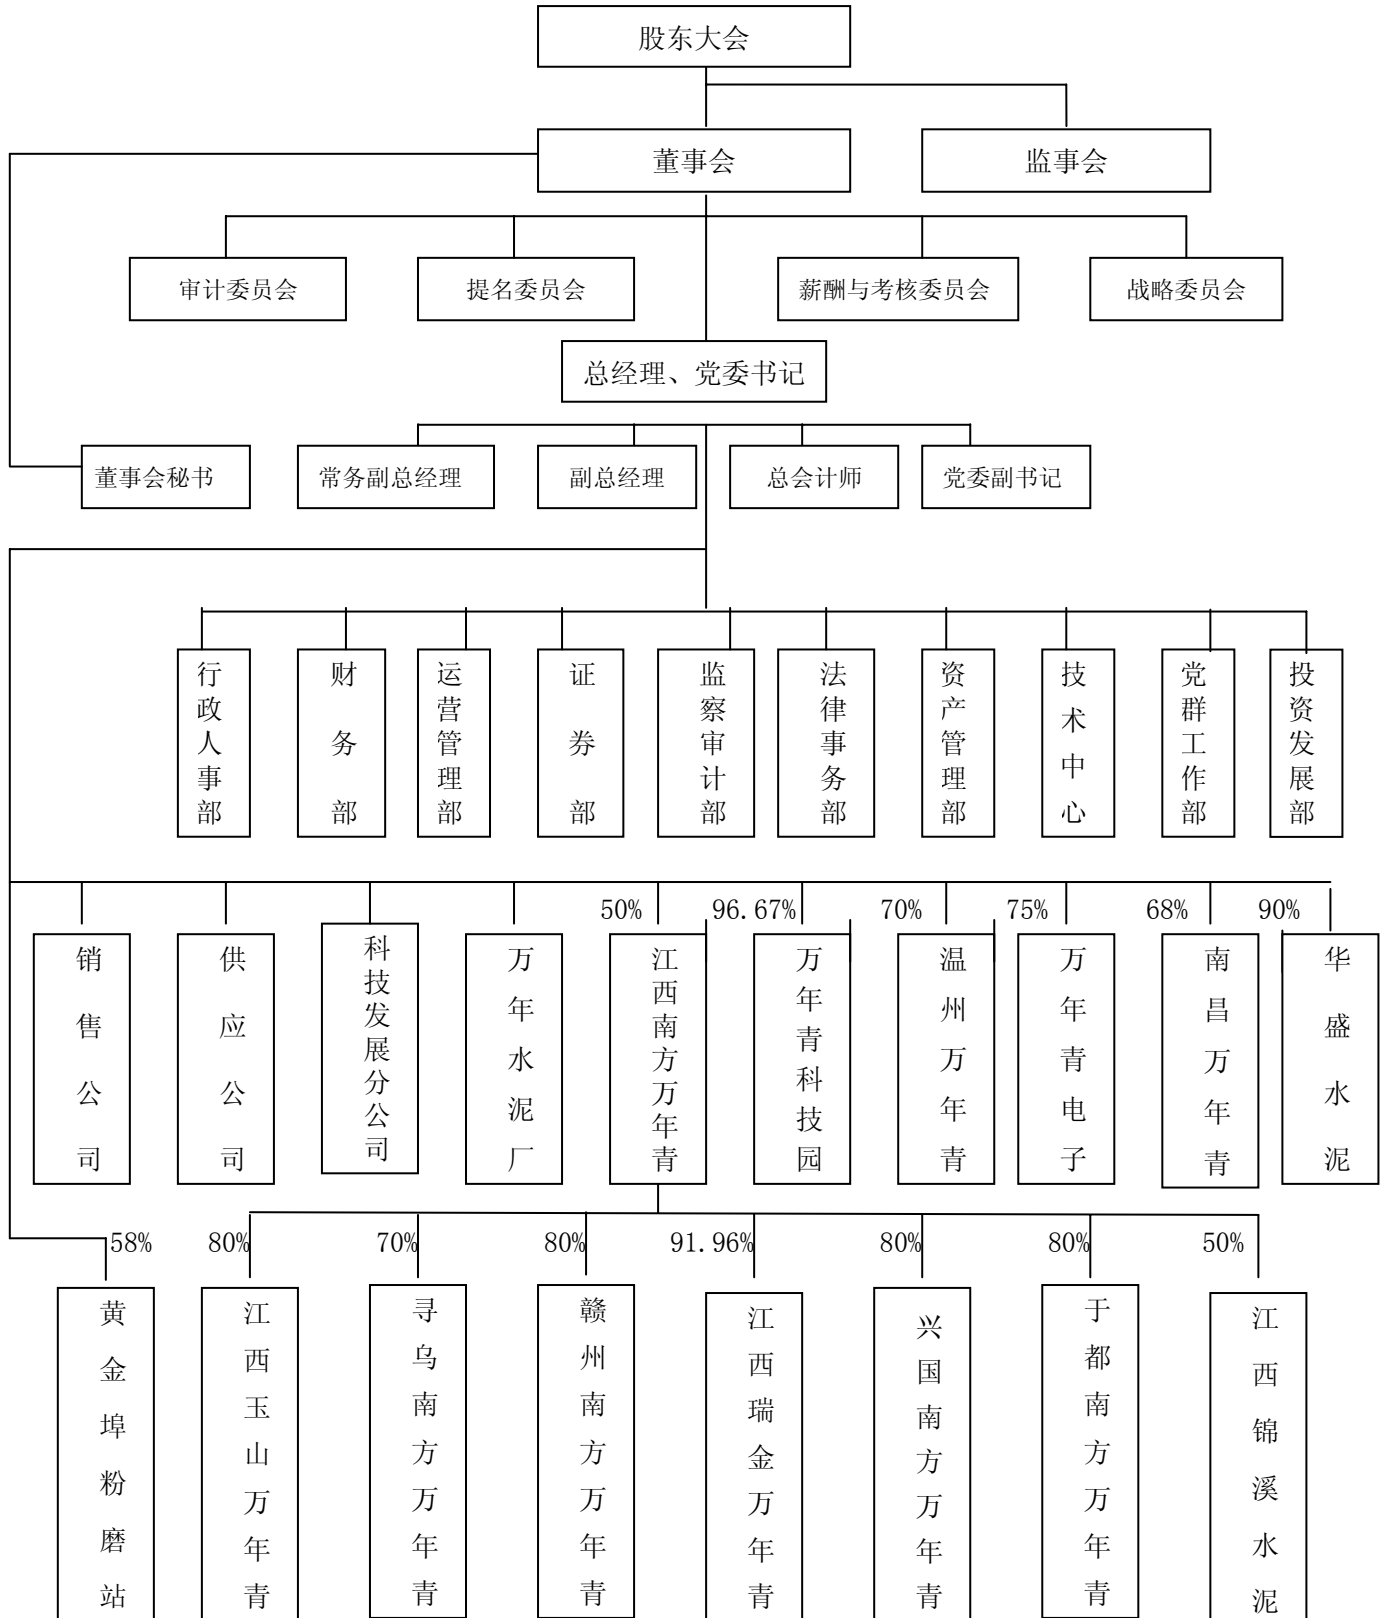 股东大会
董事会
监事会
审计委员会
提名委员会
薪酬与考核委员会
战略委员会
总经理、党委书记
董事会秘书
常务副总经理
副总经理
总会计师
党委副书记
行政人事部
财务部
运营管理部
证券部
监察审计部
法律事务部
资产管理部
技术中心
党群工作部
投资发展部
50%
96.67%
70%
75%
68%
90%
销售公司
供应公司
科技发展分公司
万年水泥厂
江西南方万年青
万年青科技园
温州万年青
万年青电子
南昌万年青
华盛水泥
58%
80%
70%
80%
91.96%
80%
80%
50%
黄金埠粉磨站
江西玉山万年青
寻乌南方万年青
赣州南方万年青
江西瑞金万年青
兴国南方万年青
于都南方万年青
江西锦溪水泥